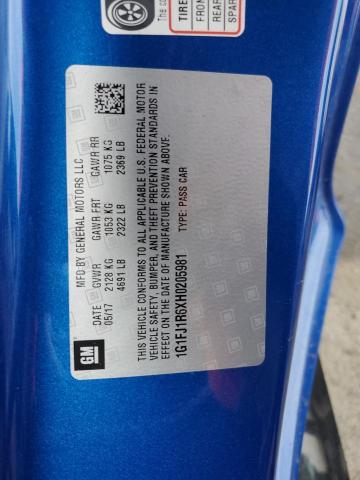 MFD BY GENERAL MOTORS LLC
DATE GVWR GAWR FRT GAWR RR
05/17 2128 KG 1053 KG 1075 KG
4691 LB 2322 LB 2369 LB
THIS VEHICLE CONFORMS TO ALL APPLICABLE U.S. FEDERAL MOTOR
VEHICLE SAFETY, BUMPER, AND THEFT PREVENTION STANDARDS IN
EFFECT ON THE DATE OF MANUFACTURE SHOWN ABOVE.
1G1FJ1R6XH0205981 TYPE: PASS CAR
GM
The co
TIRE
FRON
REAR
SPAR